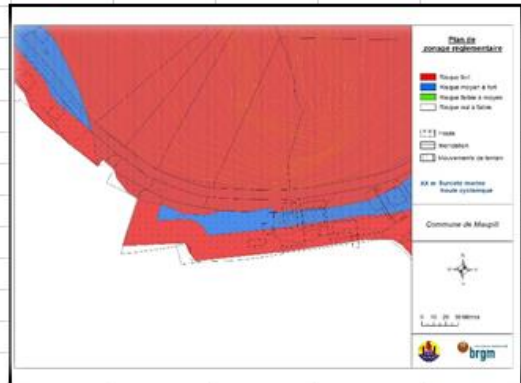 Plan de
zonage réglementaire
Risque fort
Risque moyen à fort
Risque faible à moyen
Risque nul à faible
Houle
Inondation
Mouvements de terrain
XX m Surcote marine
houle cyclonique
Commune de Maupiti
N
brgm